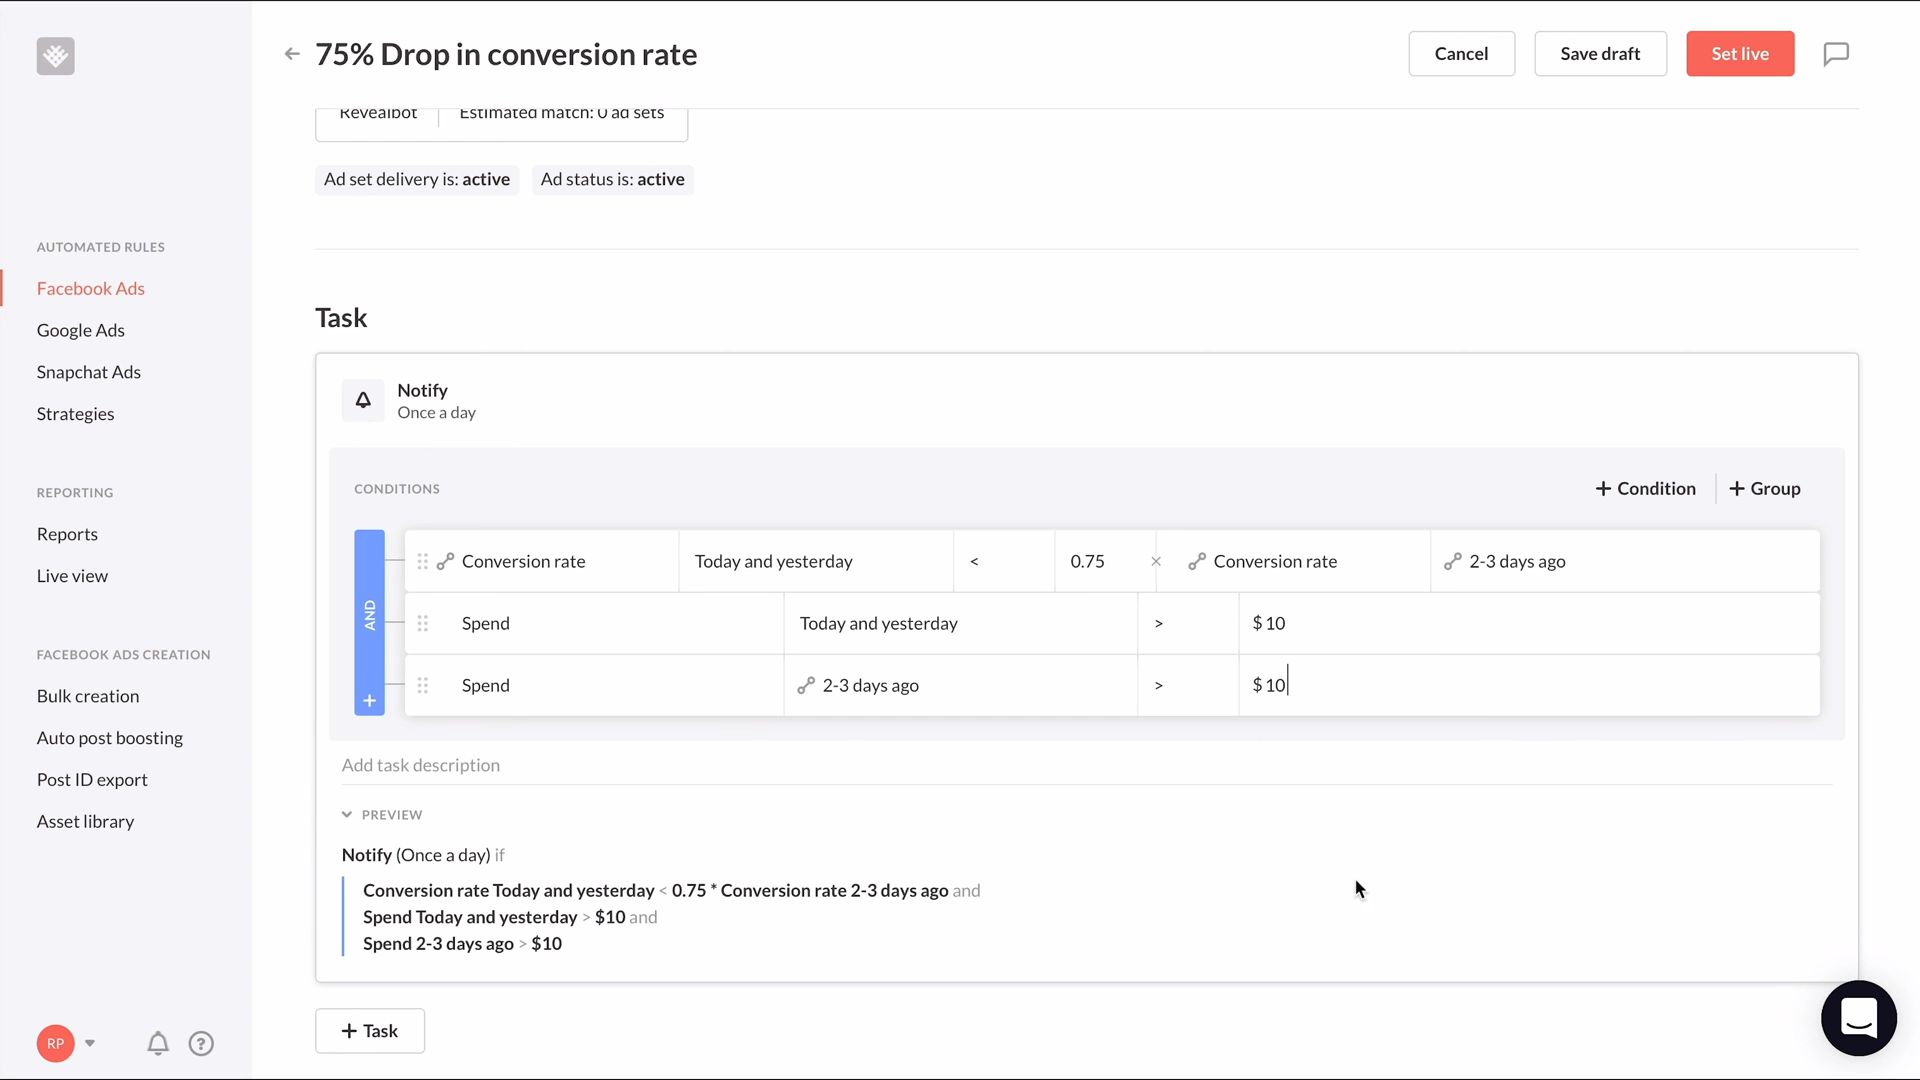 75% Drop in conversion rate
Cancel
Save draft
Set live
Revealbot
Estimated match: 0 ad sets
Ad set delivery is: active
Ad status is: active
AUTOMATED RULES
Facebook Ads
Google Ads
Snapchat Ads
Strategies
REPORTING
Reports
Live view
FACEBOOK ADS CREATION
Bulk creation
Auto post boosting
Post ID export
Asset library
RP
Task
Notify
Once a day
CONDITIONS
+ Condition
+ Group
AND
+
Conversion rate Today and yesterday < 0.75 × Conversion rate 2-3 days ago
Spend Today and yesterday > $ 10
Spend 2-3 days ago > $ 10
Add task description
PREVIEW
Notify (Once a day) if
Conversion rate Today and yesterday < 0.75 * Conversion rate 2-3 days ago and
Spend Today and yesterday > $10 and
Spend 2-3 days ago > $10
+ Task